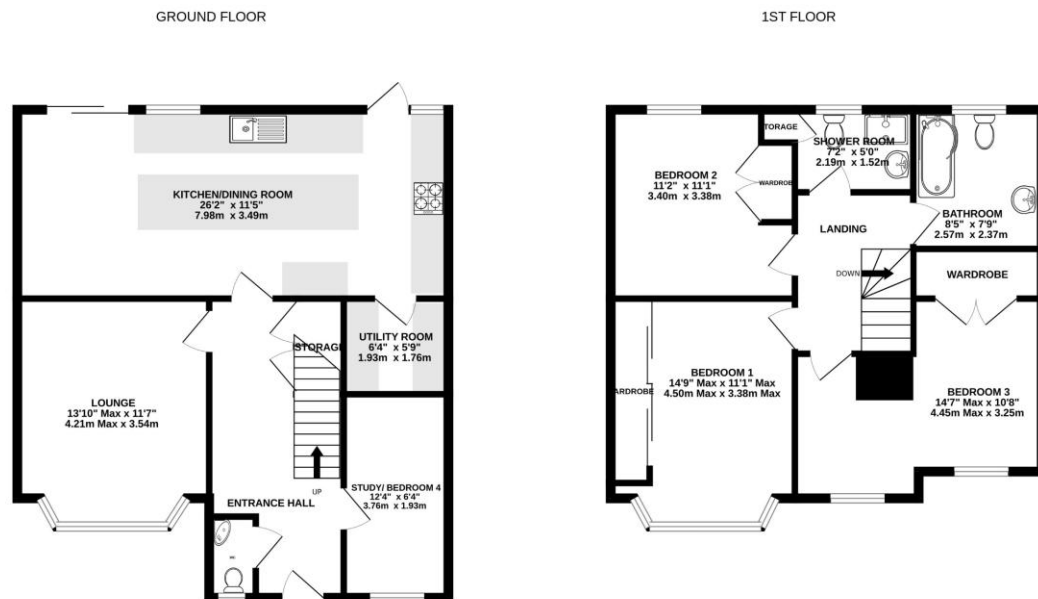 GROUND FLOOR
1ST FLOOR
KITCHEN/DINING ROOM
26'2" x 11'5"
7.98m x 3.49m
UTILITY ROOM
6'4" x 5'9"
1.93m x 1.76m
STORAGE
LOUNGE
13'10" Max x 11'7"
4.21m Max x 3.54m
STUDY/ BEDROOM 4
12'4" x 6'4"
3.76m x 1.93m
UP
ENTRANCE HALL
TORAGE
SHOWER ROOM
7'2" x 5'0"
2.19m x 1.52m
BEDROOM 2
11'2" x 11'1"
3.40m x 3.38m
WARDROBE
BATHROOM
8'5" x 7'9"
2.57m x 2.37m
LANDING
DOWN
WARDROBE
BEDROOM 1
14'9" Max x 11'1" Max
4.50m Max x 3.38m Max
ARDROBE
BEDROOM 3
14'7" Max x 10'8"
4.45m Max x 3.25m